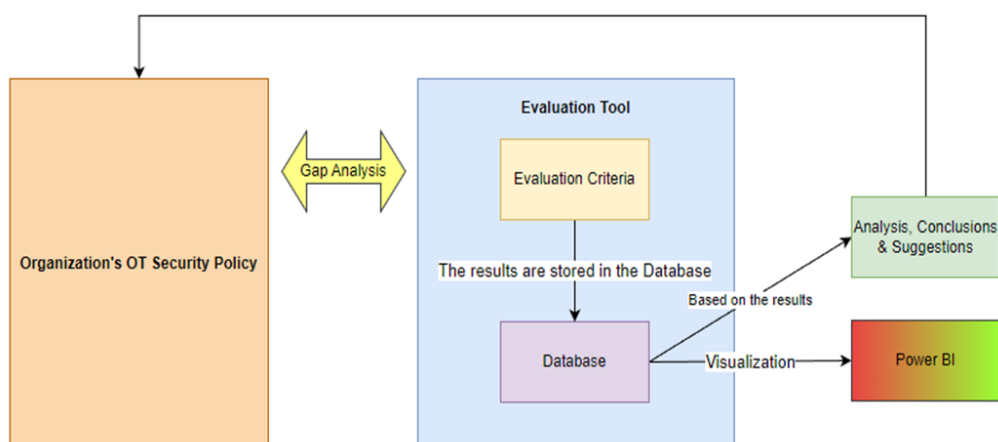 Evaluation Tool
Gap Analysis
Evaluation Criteria
Organization's OT Security Policy
The results are stored in the Database
Analysis, Conclusions
& Suggestions
Based on the results
Database
Visualization
Power BI